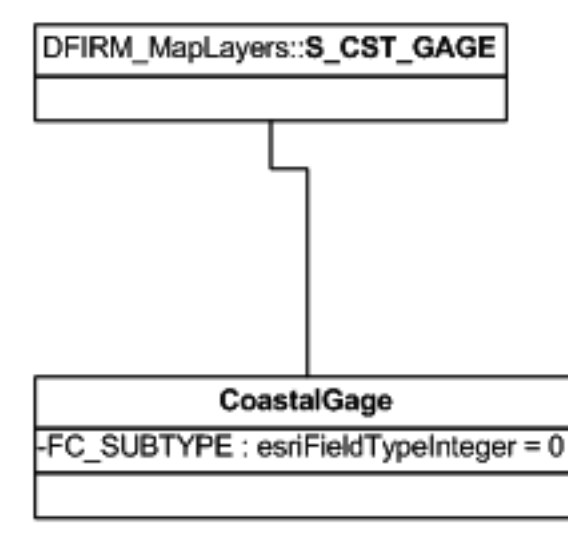 DFIRM_MapLayers::S_CST_GAGE
CoastalGage
-FC_SUBTYPE : esriFieldTypeInteger = 0